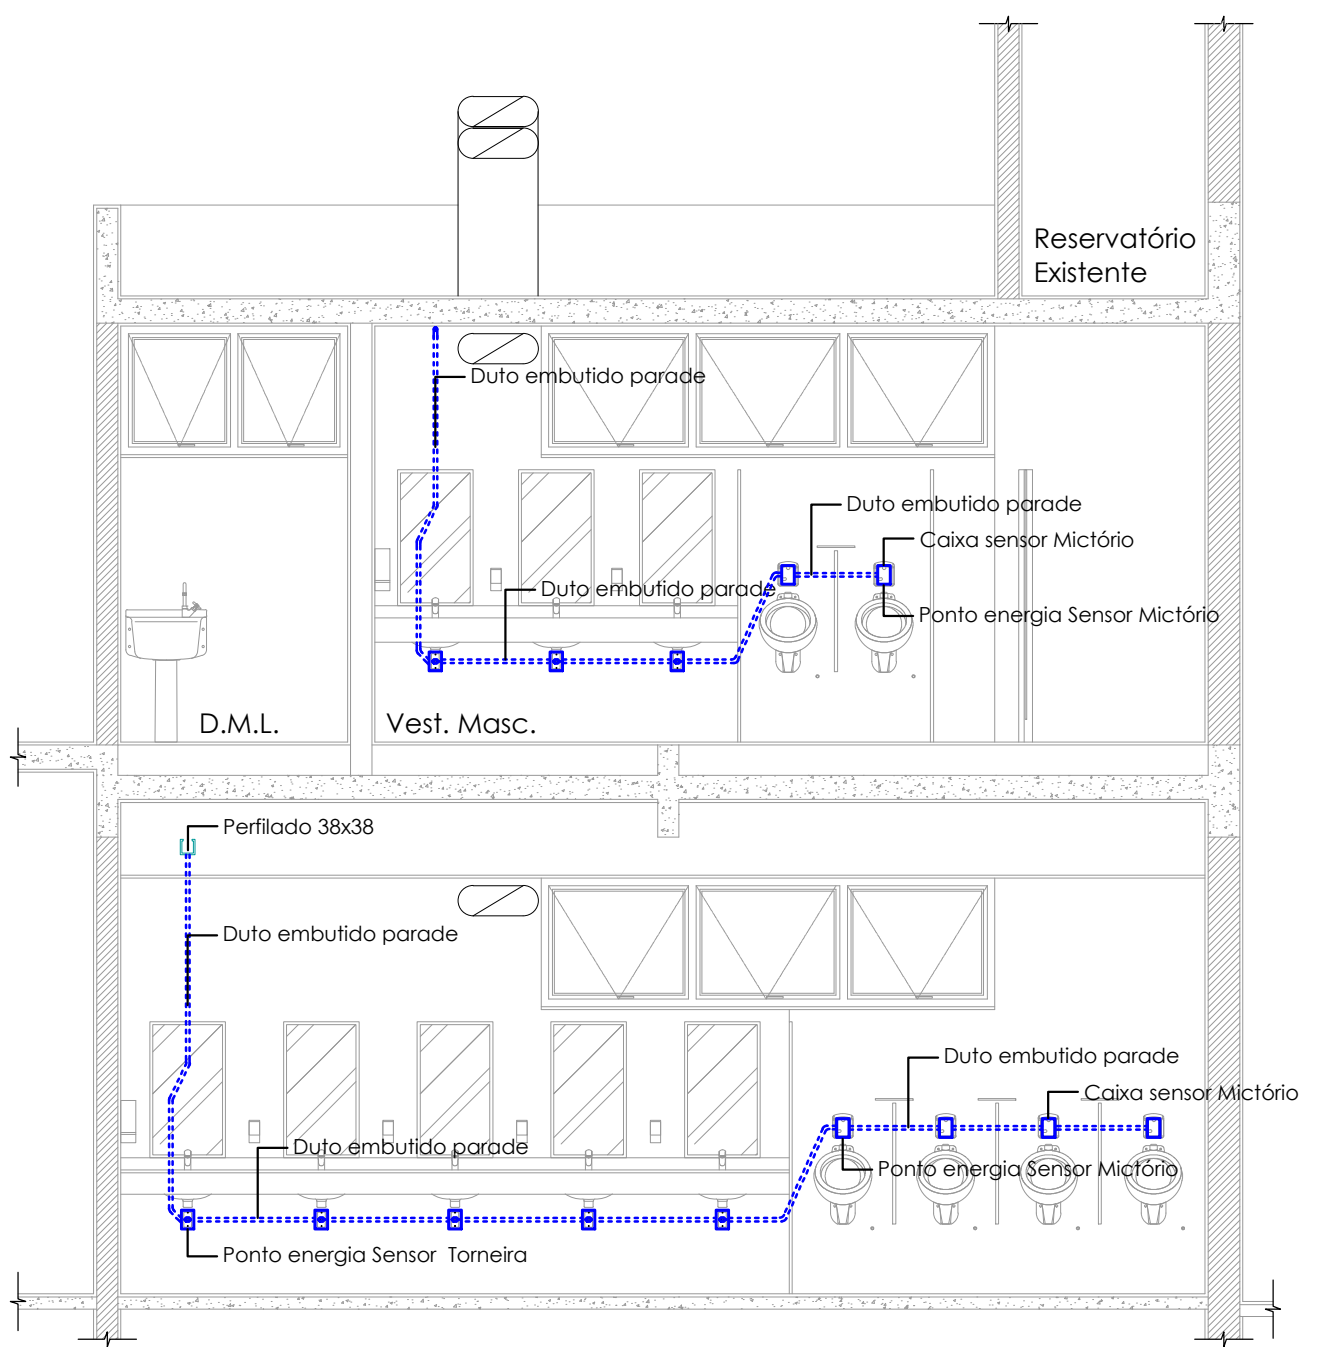 Reservatório
Existente
Duto embutido parade
Duto embutido parade
Caixa sensor Mictório
Duto embutido parade
Ponto energia Sensor Mictório
D.M.L.
Vest. Masc.
Perfilado 38x38
Duto embutido parade
Duto embutido parade
Caixa sensor Mictório
Duto embutido parade
Ponto energia Sensor Mictório
Ponto energia Sensor Torneira